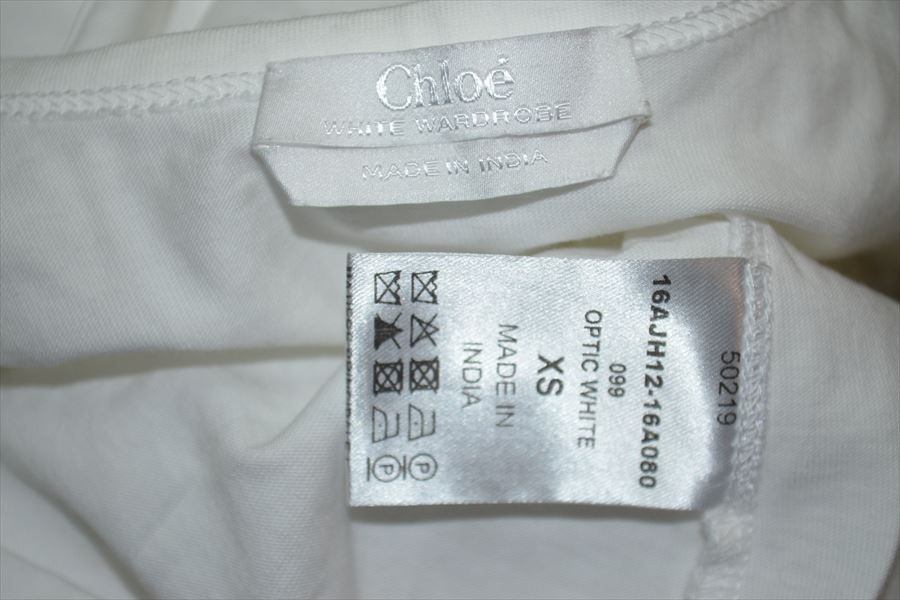 Chloé
WHITE WARDROBE
MADE IN INDIA
50219
16AJH12-16A080
099
OPTIC WHITE
XS
MADE IN
INDIA
P P